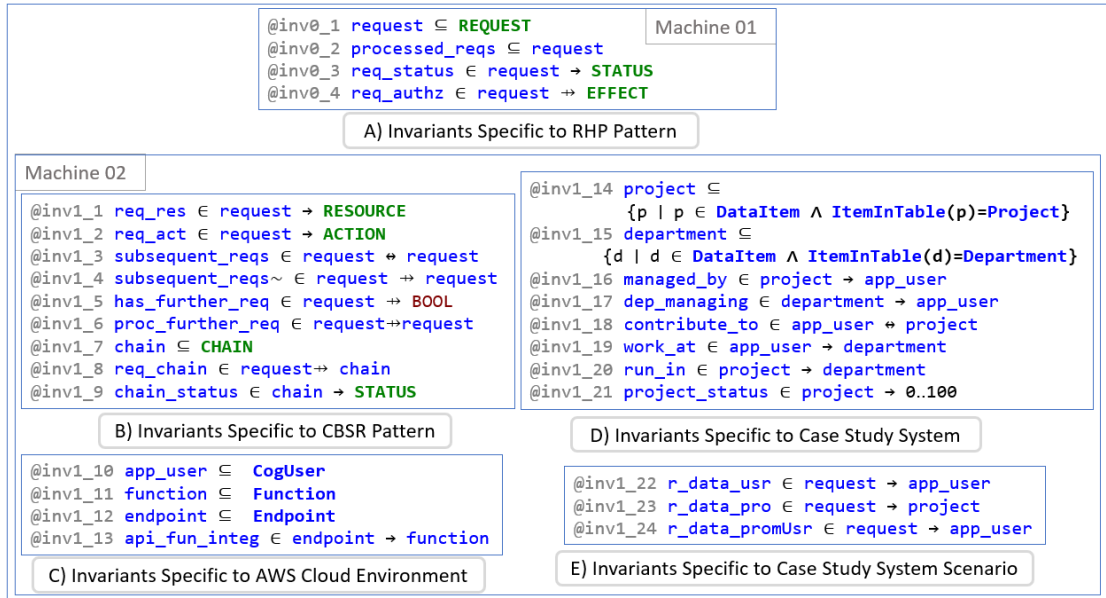 @inv0_1 request ⊆ REQUEST
Machine 01
@inv0_2 processed_reqs ⊆ request
@inv0_3 req_status ∈ request → STATUS
@inv0_4 req_authz ∈ request ⇸ EFFECT
A) Invariants Specific to RHP Pattern
Machine 02
@inv1_1 req_res ∈ request → RESOURCE
@inv1_2 req_act ∈ request → ACTION
@inv1_3 subsequent_reqs ∈ request ↔ request
@inv1_4 subsequent_reqs~ ∈ request ⇸ request
@inv1_5 has_further_req ∈ request ⇸ BOOL
@inv1_6 proc_further_req ∈ request⇸request
@inv1_7 chain ⊆ CHAIN
@inv1_8 req_chain ∈ request⇸ chain
@inv1_9 chain_status ∈ chain → STATUS
B) Invariants Specific to CBSR Pattern
@inv1_10 app_user ⊆ CogUser
@inv1_11 function ⊆ Function
@inv1_12 endpoint ⊆ Endpoint
@inv1_13 api_fun_integ ∈ endpoint → function
C) Invariants Specific to AWS Cloud Environment
@inv1_14 project ⊆
{p | p ∈ DataItem ∧ ItemInTable(p)=Project}
@inv1_15 department ⊆
{d | d ∈ DataItem ∧ ItemInTable(d)=Department}
@inv1_16 managed_by ∈ project → app_user
@inv1_17 dep_managing ∈ department → app_user
@inv1_18 contribute_to ∈ app_user ↔ project
@inv1_19 work_at ∈ app_user → department
@inv1_20 run_in ∈ project → department
@inv1_21 project_status ∈ project → 0..100
D) Invariants Specific to Case Study System
@inv1_22 r_data_usr ∈ request → app_user
@inv1_23 r_data_pro ∈ request → project
@inv1_24 r_data_promUsr ∈ request → app_user
E) Invariants Specific to Case Study System Scenario